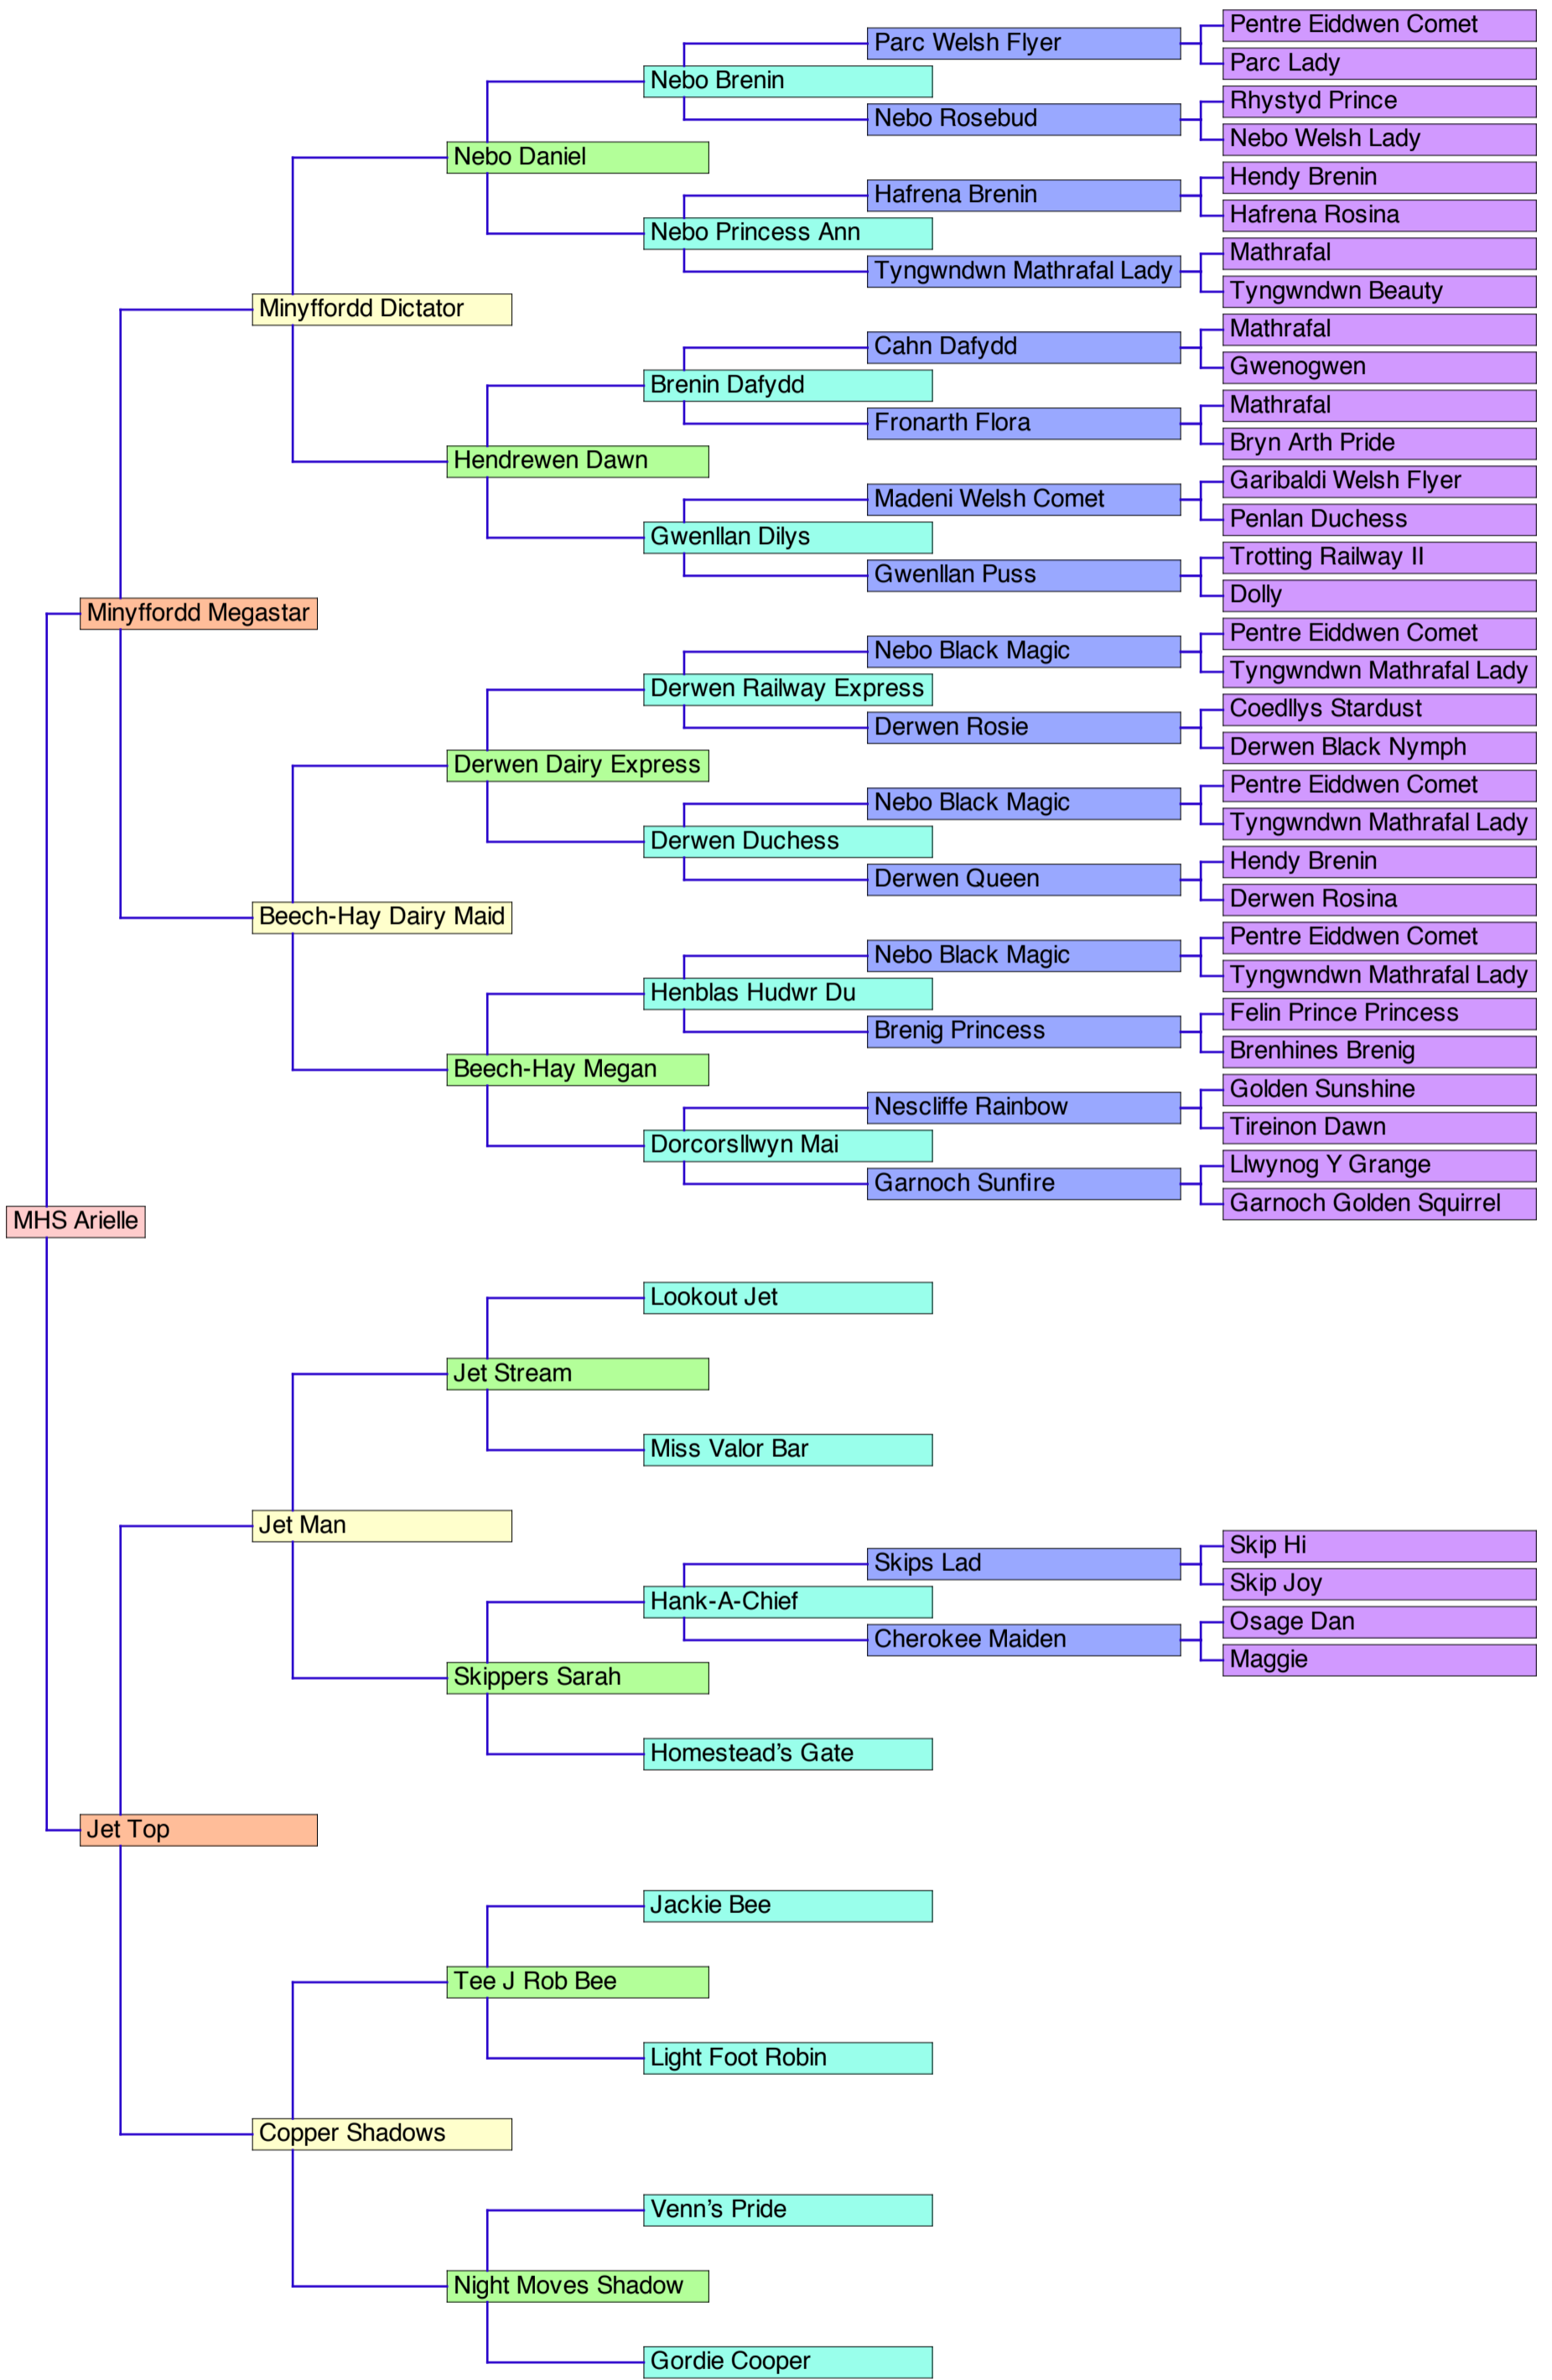 Pentre Eiddwen Comet
Parc Welsh Flyer
Parc Lady
Nebo Brenin
Rhystyd Prince
Nebo Rosebud
Nebo Welsh Lady
Nebo Daniel
Hendy Brenin
Hafrena Brenin
Hafrena Rosina
Nebo Princess Ann
Mathrafal
Tyngwndwn Mathrafal Lady
Tyngwndwn Beauty
Minyffordd Dictator
Mathrafal
Cahn Dafydd
Gwenogwen
Brenin Dafydd
Mathrafal
Fronarth Flora
Bryn Arth Pride
Hendrewen Dawn
Garibaldi Welsh Flyer
Madeni Welsh Comet
Penlan Duchess
Gwenllan Dilys
Trotting Railway II
Gwenllan Puss
Dolly
Minyffordd Megastar
Pentre Eiddwen Comet
Nebo Black Magic
Tyngwndwn Mathrafal Lady
Derwen Railway Express
Coedllys Stardust
Derwen Rosie
Derwen Black Nymph
Derwen Dairy Express
Pentre Eiddwen Comet
Nebo Black Magic
Tyngwndwn Mathrafal Lady
Derwen Duchess
Hendy Brenin
Derwen Queen
Derwen Rosina
Beech-Hay Dairy Maid
Pentre Eiddwen Comet
Nebo Black Magic
Tyngwndwn Mathrafal Lady
Henblas Hudwr Du
Felin Prince Princess
Brenig Princess
Brenhines Brenig
Beech-Hay Megan
Golden Sunshine
Nescliffe Rainbow
Tireinon Dawn
Dorcorsllwyn Mai
Llwynog Y Grange
Garnoch Sunfire
Garnoch Golden Squirrel
MHS Arielle
Lookout Jet
Jet Stream
Miss Valor Bar
Jet Man
Skip Hi
Skips Lad
Skip Joy
Hank-A-Chief
Osage Dan
Cherokee Maiden
Maggie
Skippers Sarah
Homestead’s Gate
Jet Top
Jackie Bee
Tee J Rob Bee
Light Foot Robin
Copper Shadows
Venn’s Pride
Night Moves Shadow
Gordie Cooper